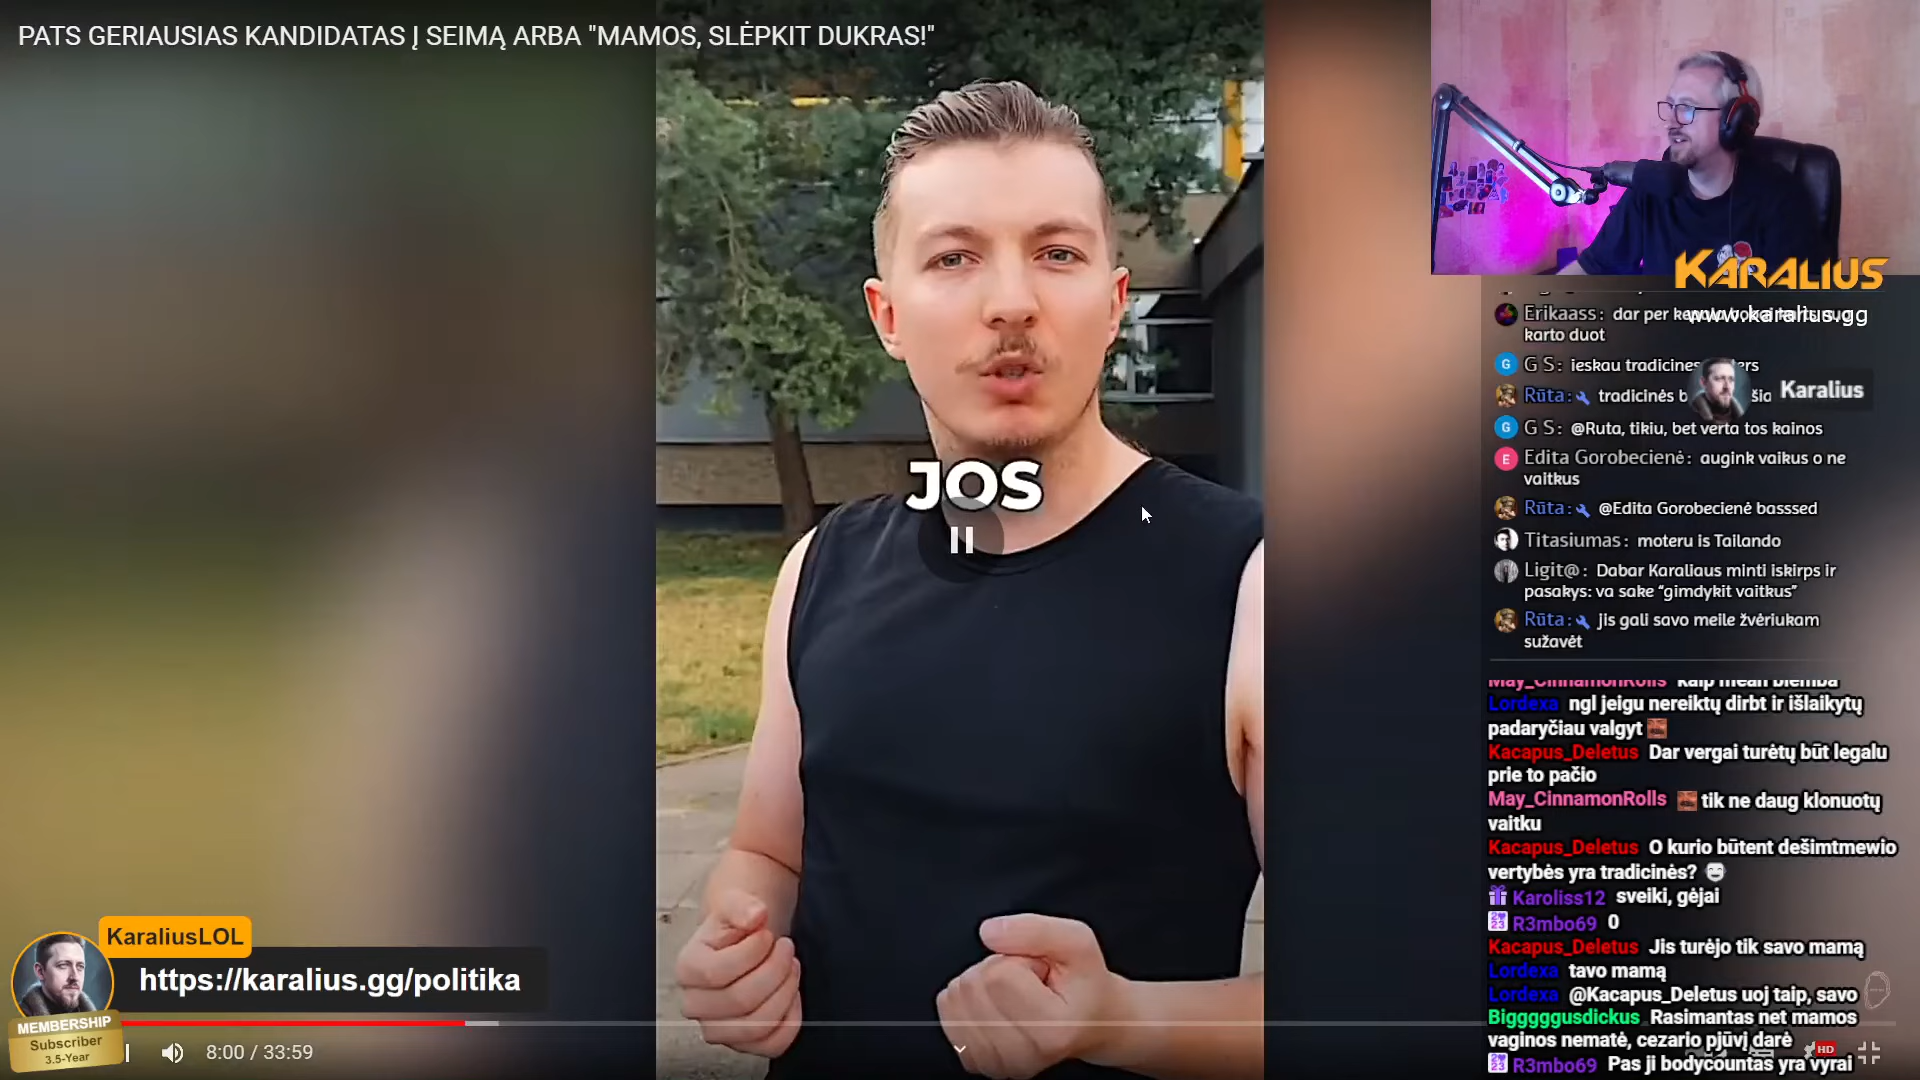 PATS GERIAUSIAS KANDIDATAS Į SEIMĄ ARBA "MAMOS, SLĖPKIT DUKRAS!"
KARALIUS
www.karalius.gg
Erikaass: dar per
karto duot
G S: ieskau tradicines
Rūta: tradicinės
Karalius
G S: @Ruta, tikiu, bet verta tos kainos
Edita Gorobecienė: augink vaikus o ne
vaitkus
Rūta: @Edita Gorobecienė basssed
Titasiumas: moteru is Tailando
Ligit@: Dabar Karaliaus minti iskirps ir
pasakys: va sake “gimdykit vaitkus”
Rūta: jis gali savo meile žvėriukam
sužavėt
JOS
May_CinnamonRolls kaip mean blemba
Lordexa ngl jeigu nereiktų dirbt ir išlaikytų
padaryčiau valgyt
Kacapus_Deletus Dar vergai turėtų būt legalu
prie to pačio
May_CinnamonRolls tik ne daug klonuotų
vaitku
Kacapus_Deletus O kurio būtent dešimtmewio
vertybės yra tradicinės?
Karoliss12 sveiki, gėjai
R3mbo69 0
Kacapus_Deletus Jis turėjo tik savo mamą
Lordexa tavo mamą
Lordexa @Kacapus_Deletus uoj taip, savo
Bigggggusdickus Rasimantas net mamos
vaginos nematė, cezario pjūvį darė
R3mbo69 Pas ji bodycountas yra vyrai
KaraliusLOL
https://karalius.gg/politika
MEMBERSHIP
Subscriber
3.5-Year
8:00 / 33:59
HD